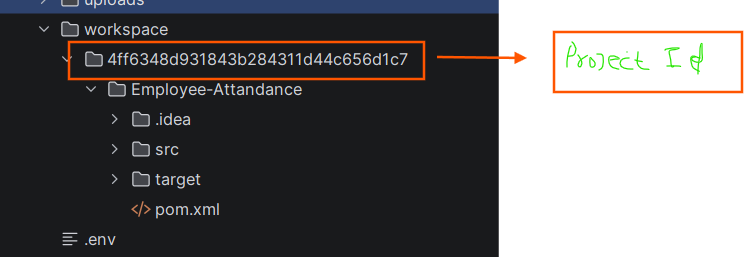 uploads
workspace
4ff6348d931843b284311d44c656d1c7
Project Id
Employee-Attandance
.idea
src
target
pom.xml
.env